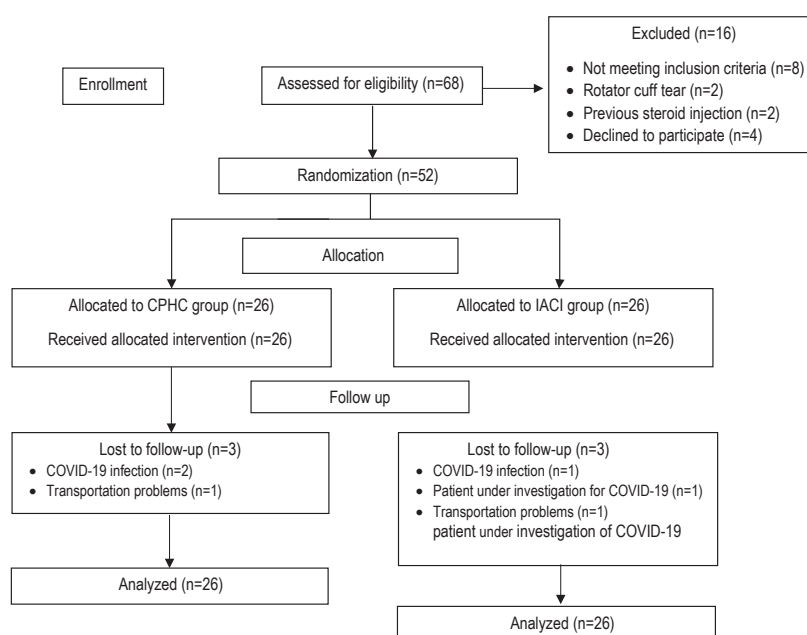 Excluded (n=16)
Enrollment
Assessed for eligibility (n=68)
• Not meeting inclusion criteria (n=8)
• Rotator cuff tear (n=2)
• Previous steroid injection (n=2)
• Declined to participate (n=4)
Randomization (n=52)
Allocation
Allocated to CPHC group (n=26)
Received allocated intervention (n=26)
Allocated to IACI group (n=26)
Received allocated intervention (n=26)
Follow up
Lost to follow-up (n=3)
• COVID-19 infection (n=2)
• Transportation problems (n=1)
Lost to follow-up (n=3)
• COVID-19 infection (n=1)
• Patient under investigation for COVID-19 (n=1)
• Transportation problems (n=1)
patient under investigation of COVID-19
Analyzed (n=26)
Analyzed (n=26)